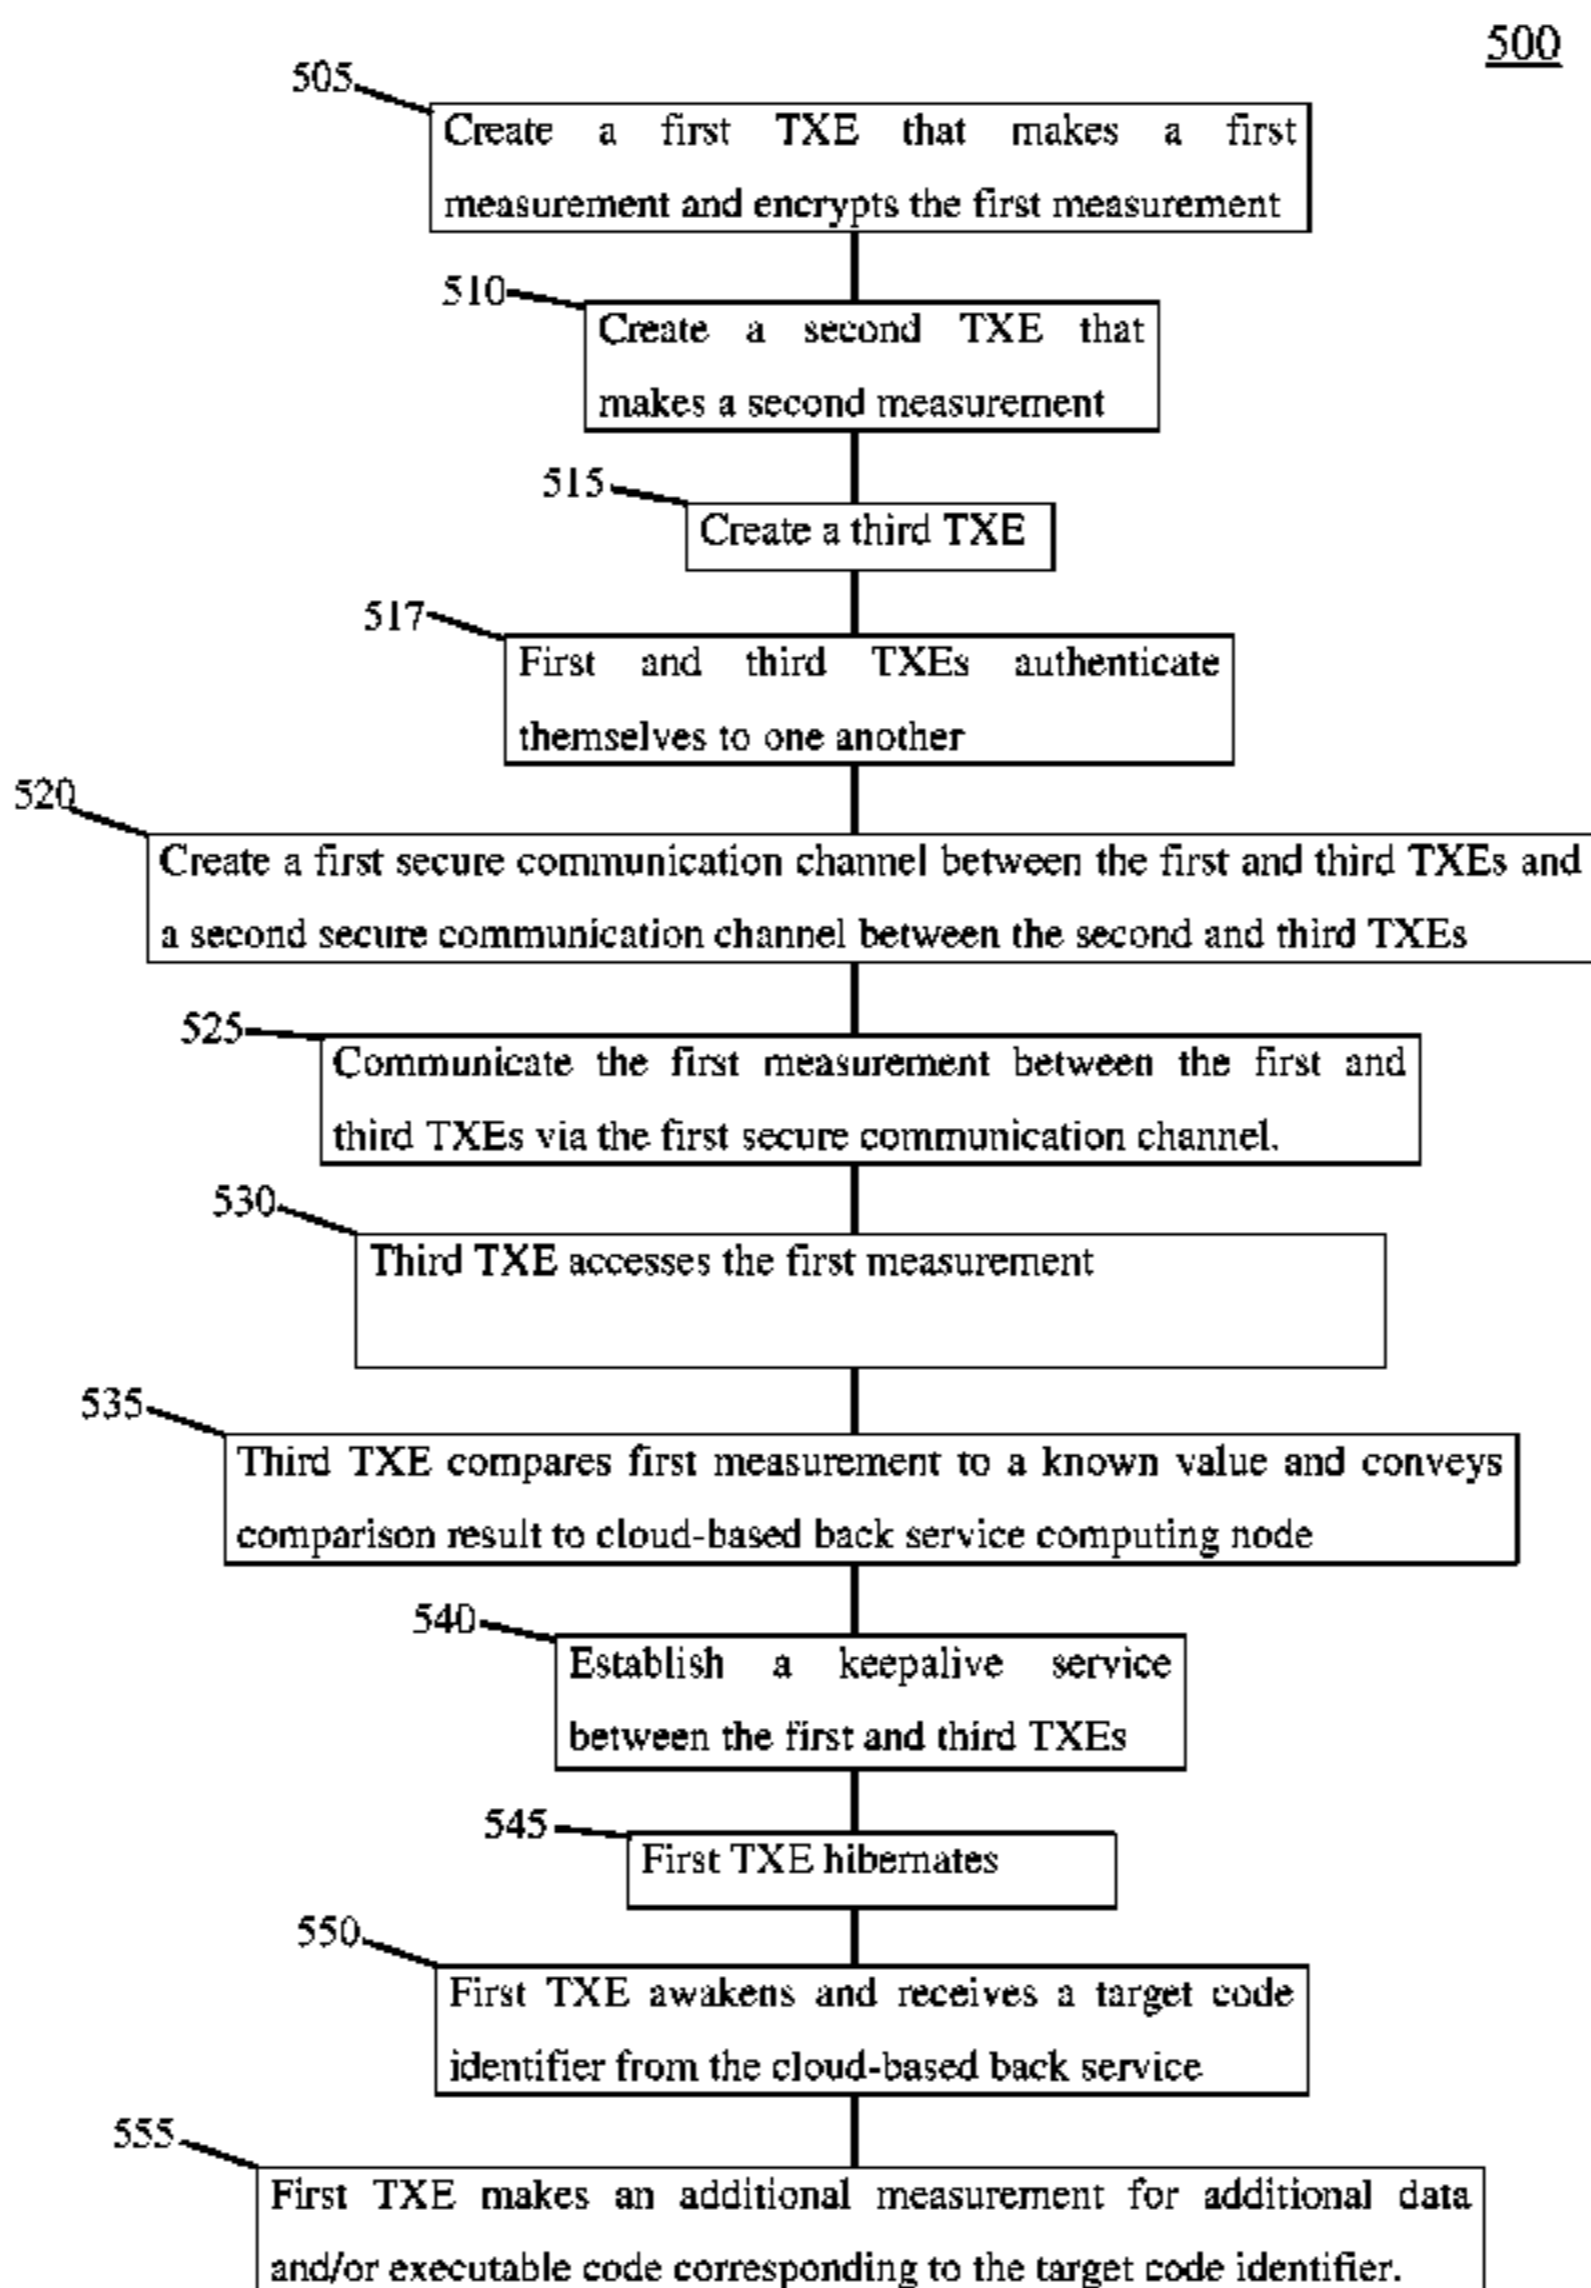 500
505
Create a first TXE that makes a first
measurement and encrypts the first measurement
510
Create a second TXE that
makes a second measurement
515
Create a third TXE
517
First and third TXEs authenticate
themselves to one another
520
Create a first secure communication channel between the first and third TXEs and
a second secure communication channel between the second and third TXEs
525
Communicate the first measurement between the first and
third TXEs via the first secure communication channel.
530
Third TXE accesses the first measurement
535
Third TXE compares first measurement to a known value and conveys
comparison result to cloud-based back service computing node
540
Establish a keepalive service
between the first and third TXEs
545
First TXE hibernates
550
First TXE awakens and receives a target code
identifier from the cloud-based back service
555
First TXE makes an additional measurement for additional data
and/or executable code corresponding to the target code identifier.